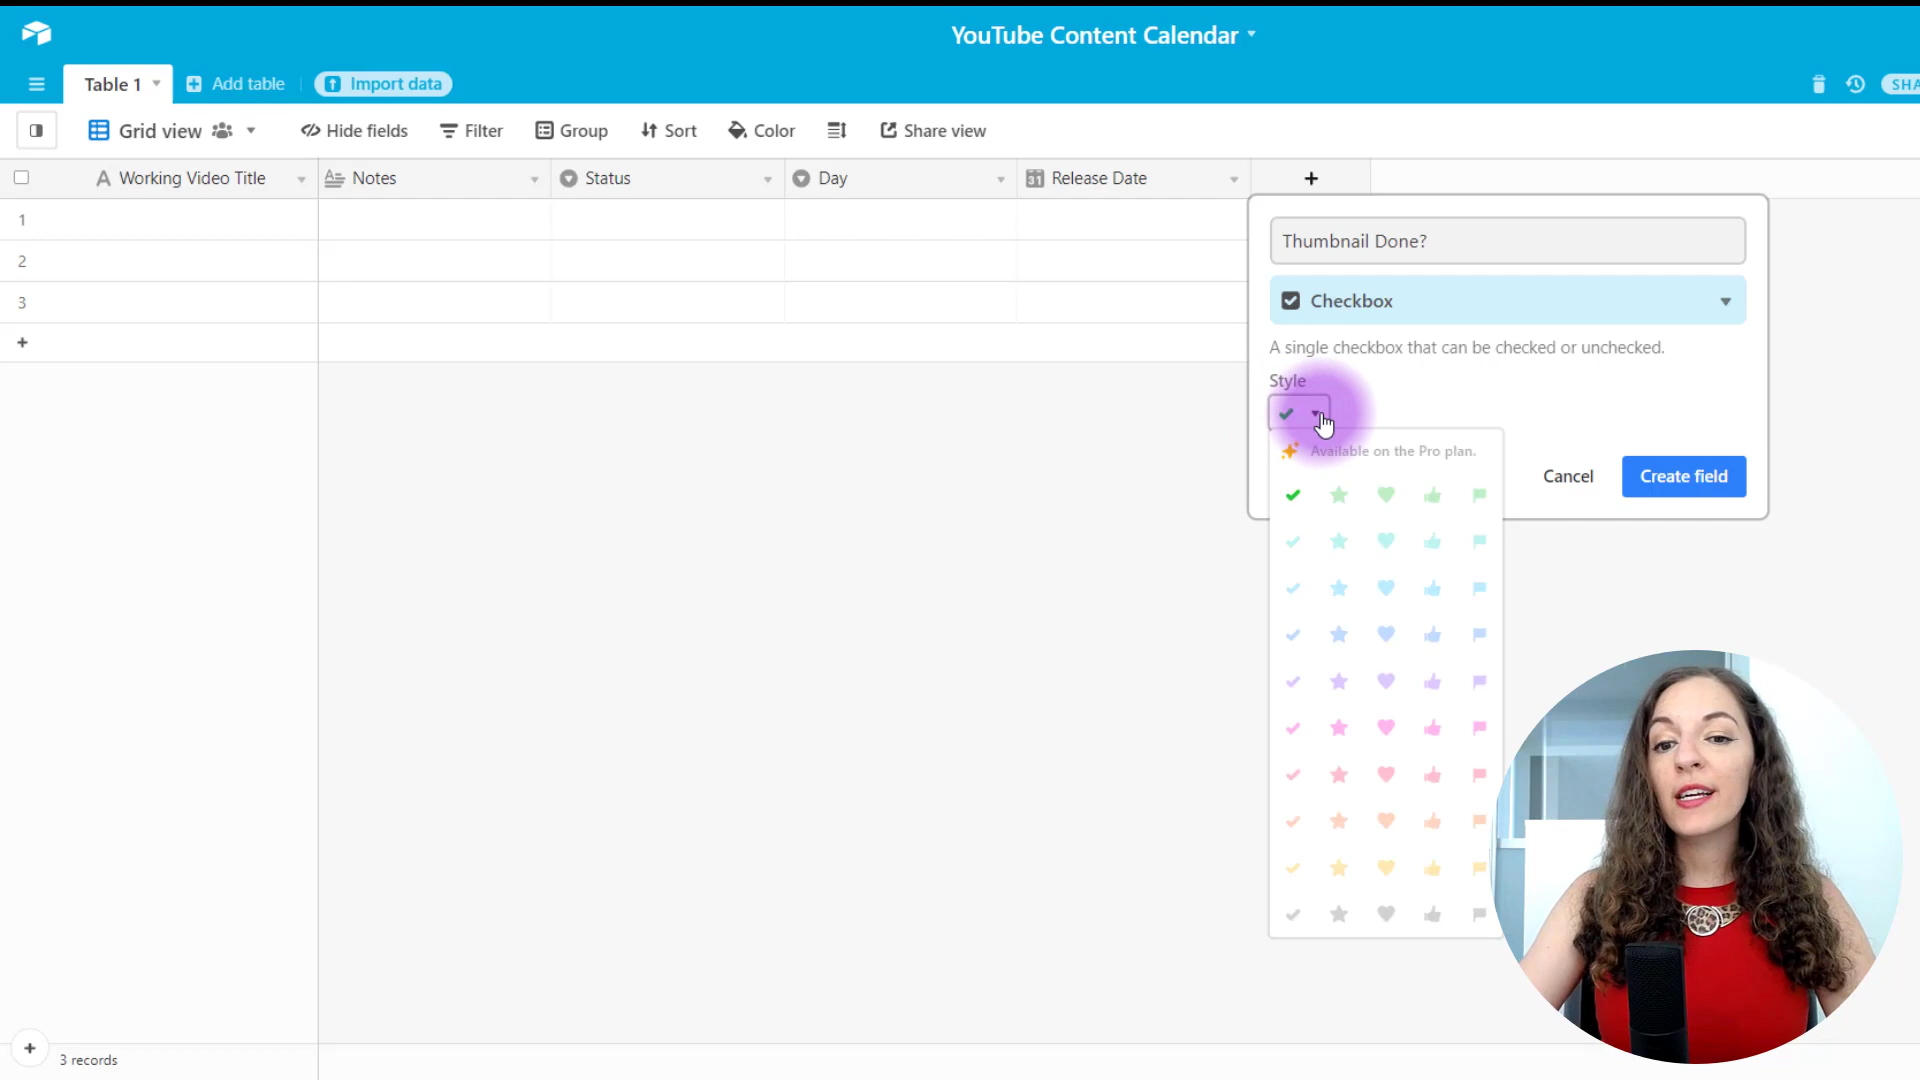 YouTube Content Calendar
Table 1
Add table
Import data
SHA
Grid view
Hide fields
Filter
Group
Sort
Color
Share view
Working Video Title
Notes
Status
Day
31 Release Date
+
1
2
3
+
Thumbnail Done?
Checkbox
A single checkbox that can be checked or unchecked.
Style
Available on the Pro plan.
Cancel
Create field
+
3 records